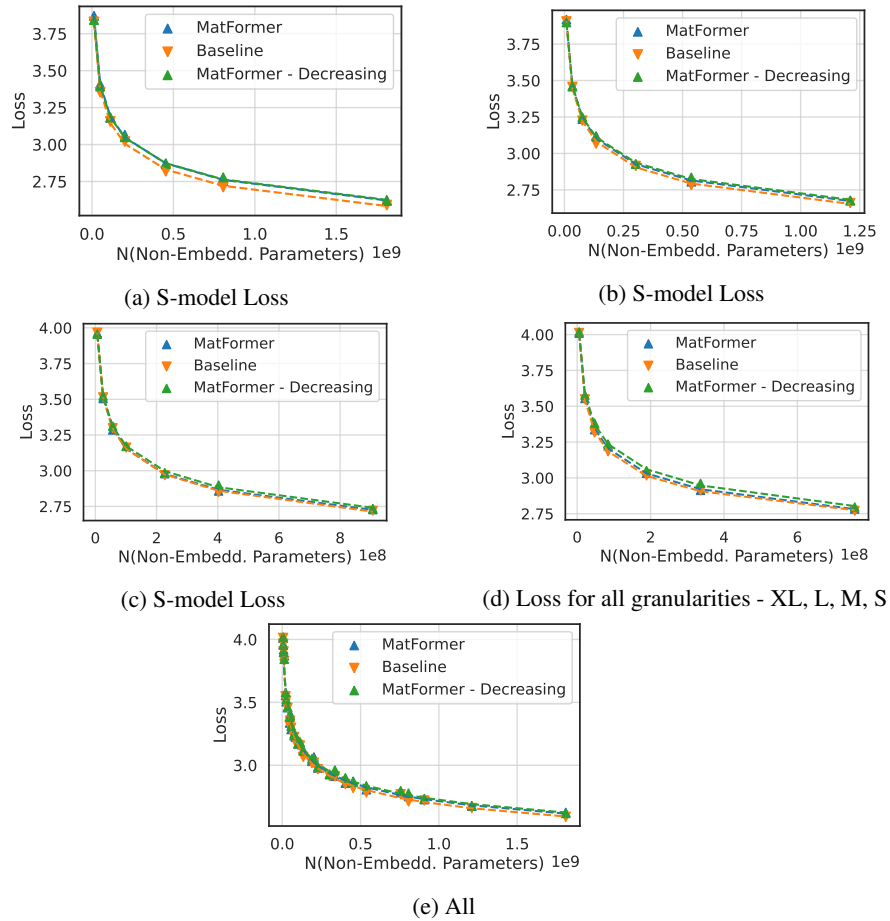 3.75
3.50
3.25
3.00
2.75
Loss
MatFormer
Baseline
MatFormer - Decreasing
0.0 0.5 1.0 1.5
N(Non-Embedd. Parameters) 1e9
(a) S-model Loss
3.75
3.50
3.25
3.00
2.75
Loss
MatFormer
Baseline
MatFormer - Decreasing
0.00 0.25 0.50 0.75 1.00 1.25
N(Non-Embedd. Parameters) 1e9
(b) S-model Loss
4.00
3.75
3.50
3.25
3.00
2.75
Loss
MatFormer
Baseline
MatFormer - Decreasing
0 2 4 6 8
N(Non-Embedd. Parameters) 1e8
(c) S-model Loss
4.00
3.75
3.50
3.25
3.00
2.75
Loss
MatFormer
Baseline
MatFormer - Decreasing
0 2 4 6
N(Non-Embedd. Parameters) 1e8
(d) Loss for all granularities - XL, L, M, S
4.0
3.5
3.0
Loss
MatFormer
Baseline
MatFormer - Decreasing
0.0 0.5 1.0 1.5
N(Non-Embedd. Parameters) 1e9
(e) All